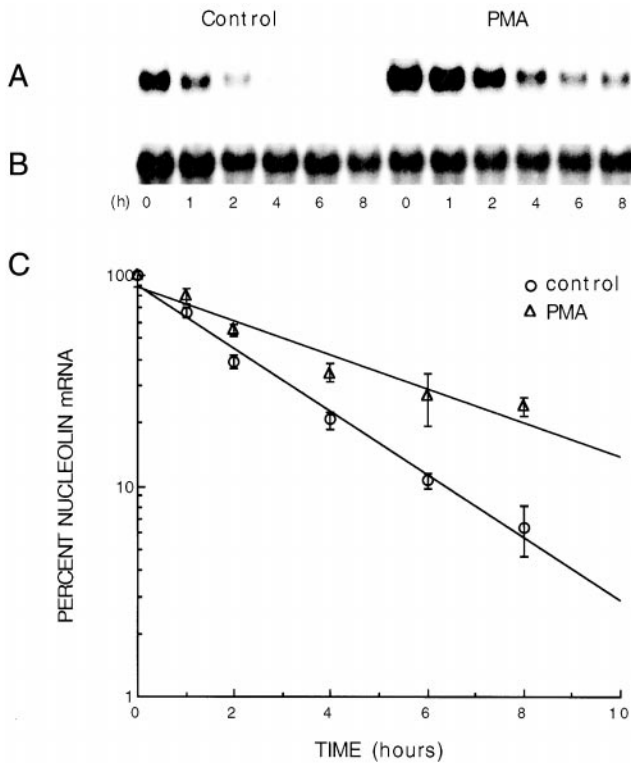 Control PMA
A
B
(h) 0 1 2 4 6 8 0 1 2 4 6 8
C
100
control
PMA
10
1
PERCENT NUCLEOLIN mRNA
0 2 4 6 8 10
TIME (hours)